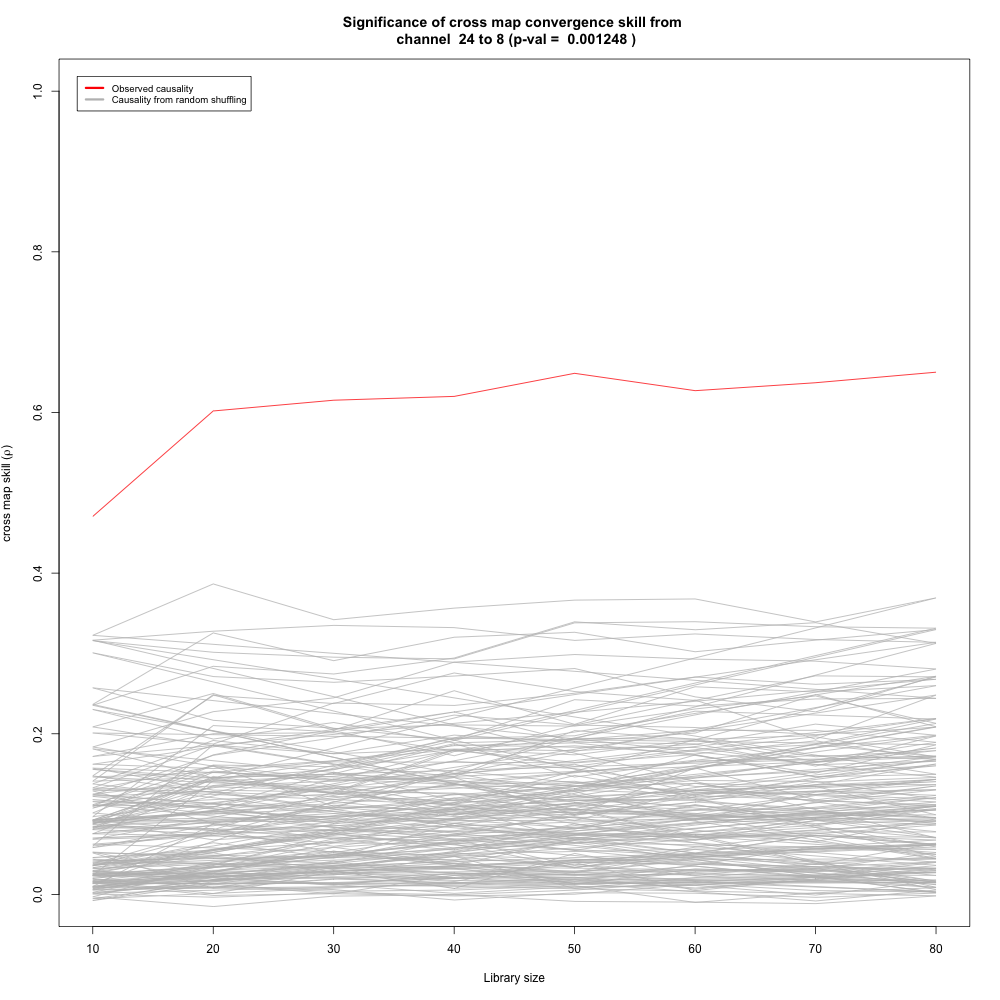 Significance of cross map convergence skill from
channel  24 to 8 (p-val =  0.001248 )
Observed causality
Causality from random shuffling
1.0
0.8
0.6
0.4
0.2
0.0
cross map skill (ρ)
10 20 30 40 50 60 70 80
Library size